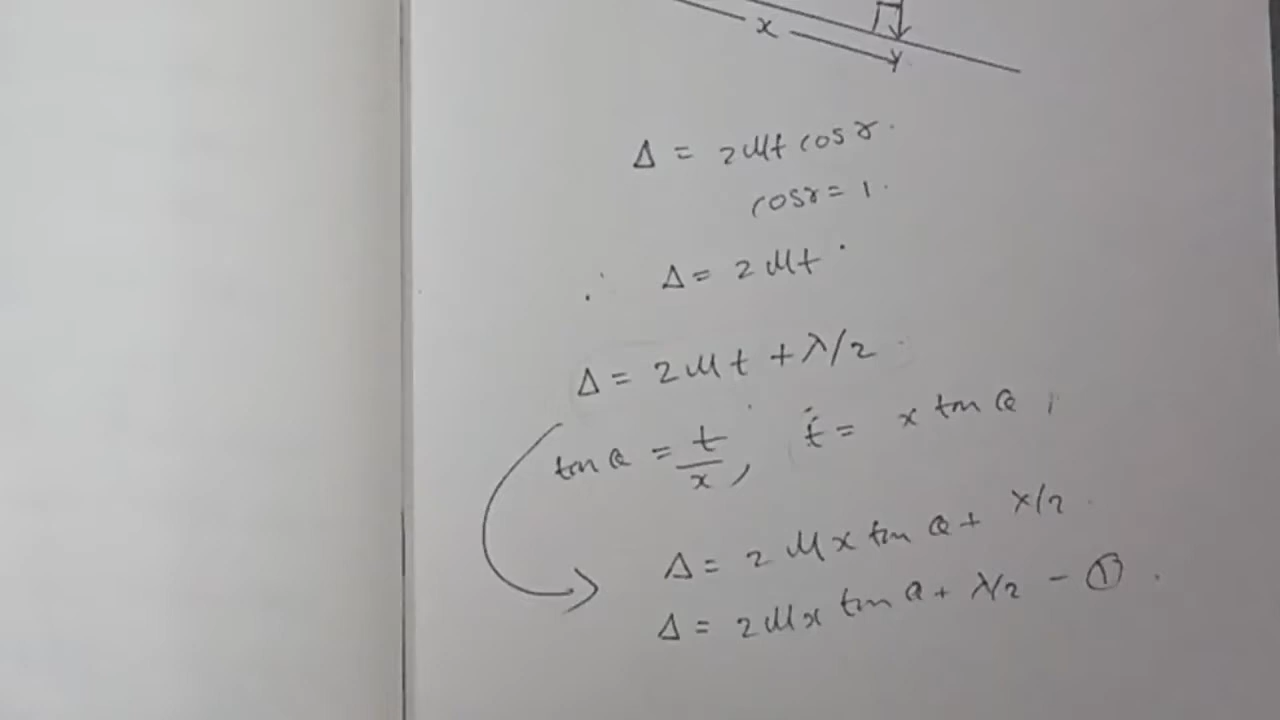 x
Δ = 2μt cos r.
cos r = 1.
∴ Δ = 2μt.
Δ = 2μt + λ/2
tan Q = t/x, t = x tan Q,
Δ = 2μx tan Q + x/2
Δ = 2μx tan Q + λ/2 - ①